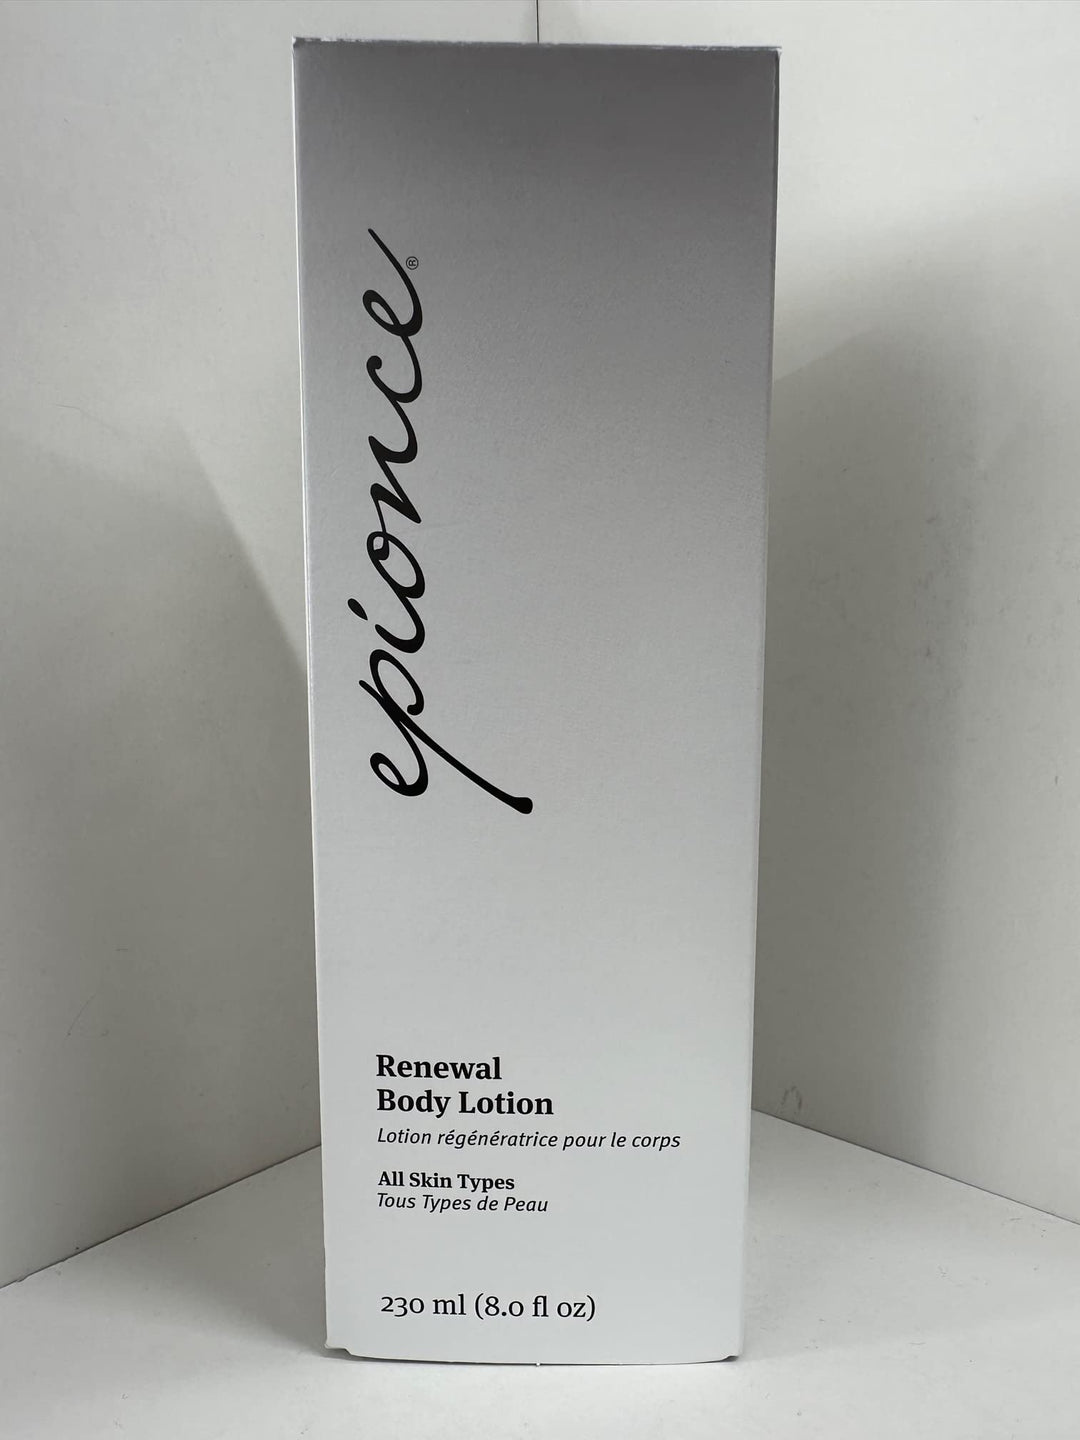 epionce®
Renewal
Body Lotion
Lotion régénératrice pour le corps
All Skin Types
Tous Types de Peau
230 ml (8.0 fl oz)